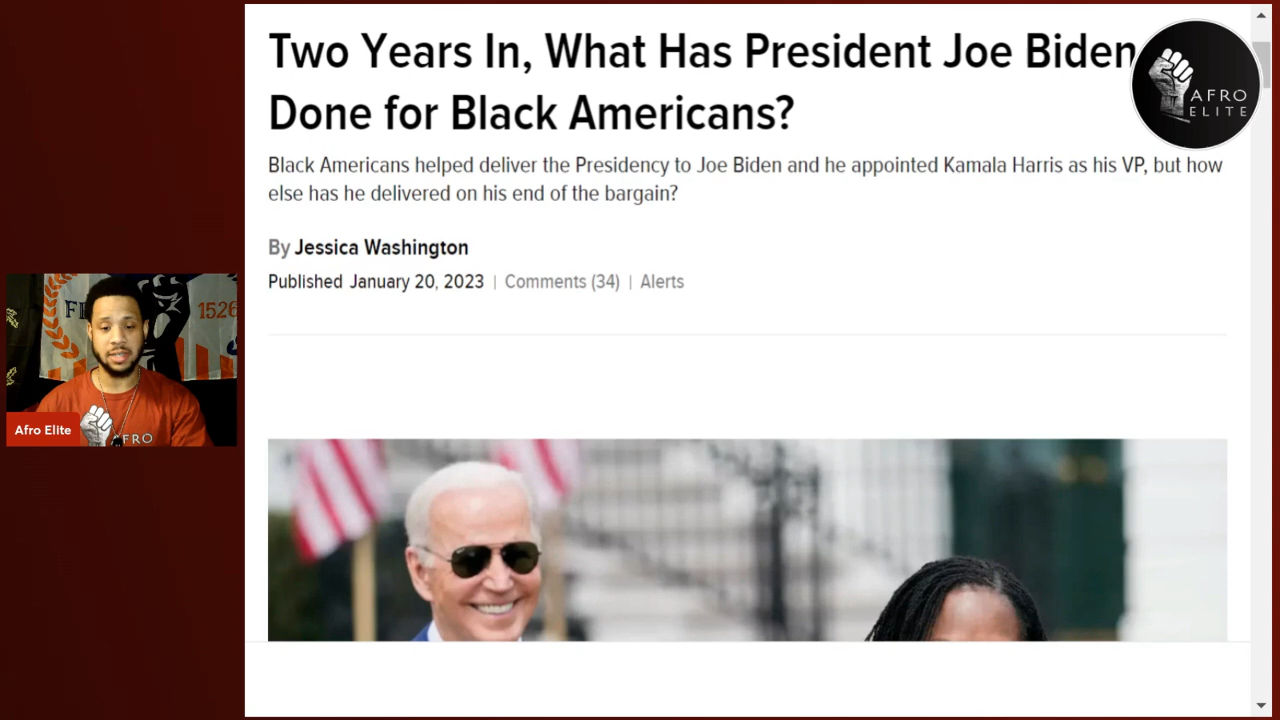 Two Years In, What Has President Joe Biden
Done for Black Americans?
Black Americans helped deliver the Presidency to Joe Biden and he appointed Kamala Harris as his VP, but how
else has he delivered on his end of the bargain?
By Jessica Washington
Published January 20, 2023 | Comments (34) | Alerts
AFRO
ELITE
1526
Afro Elite
AFRO